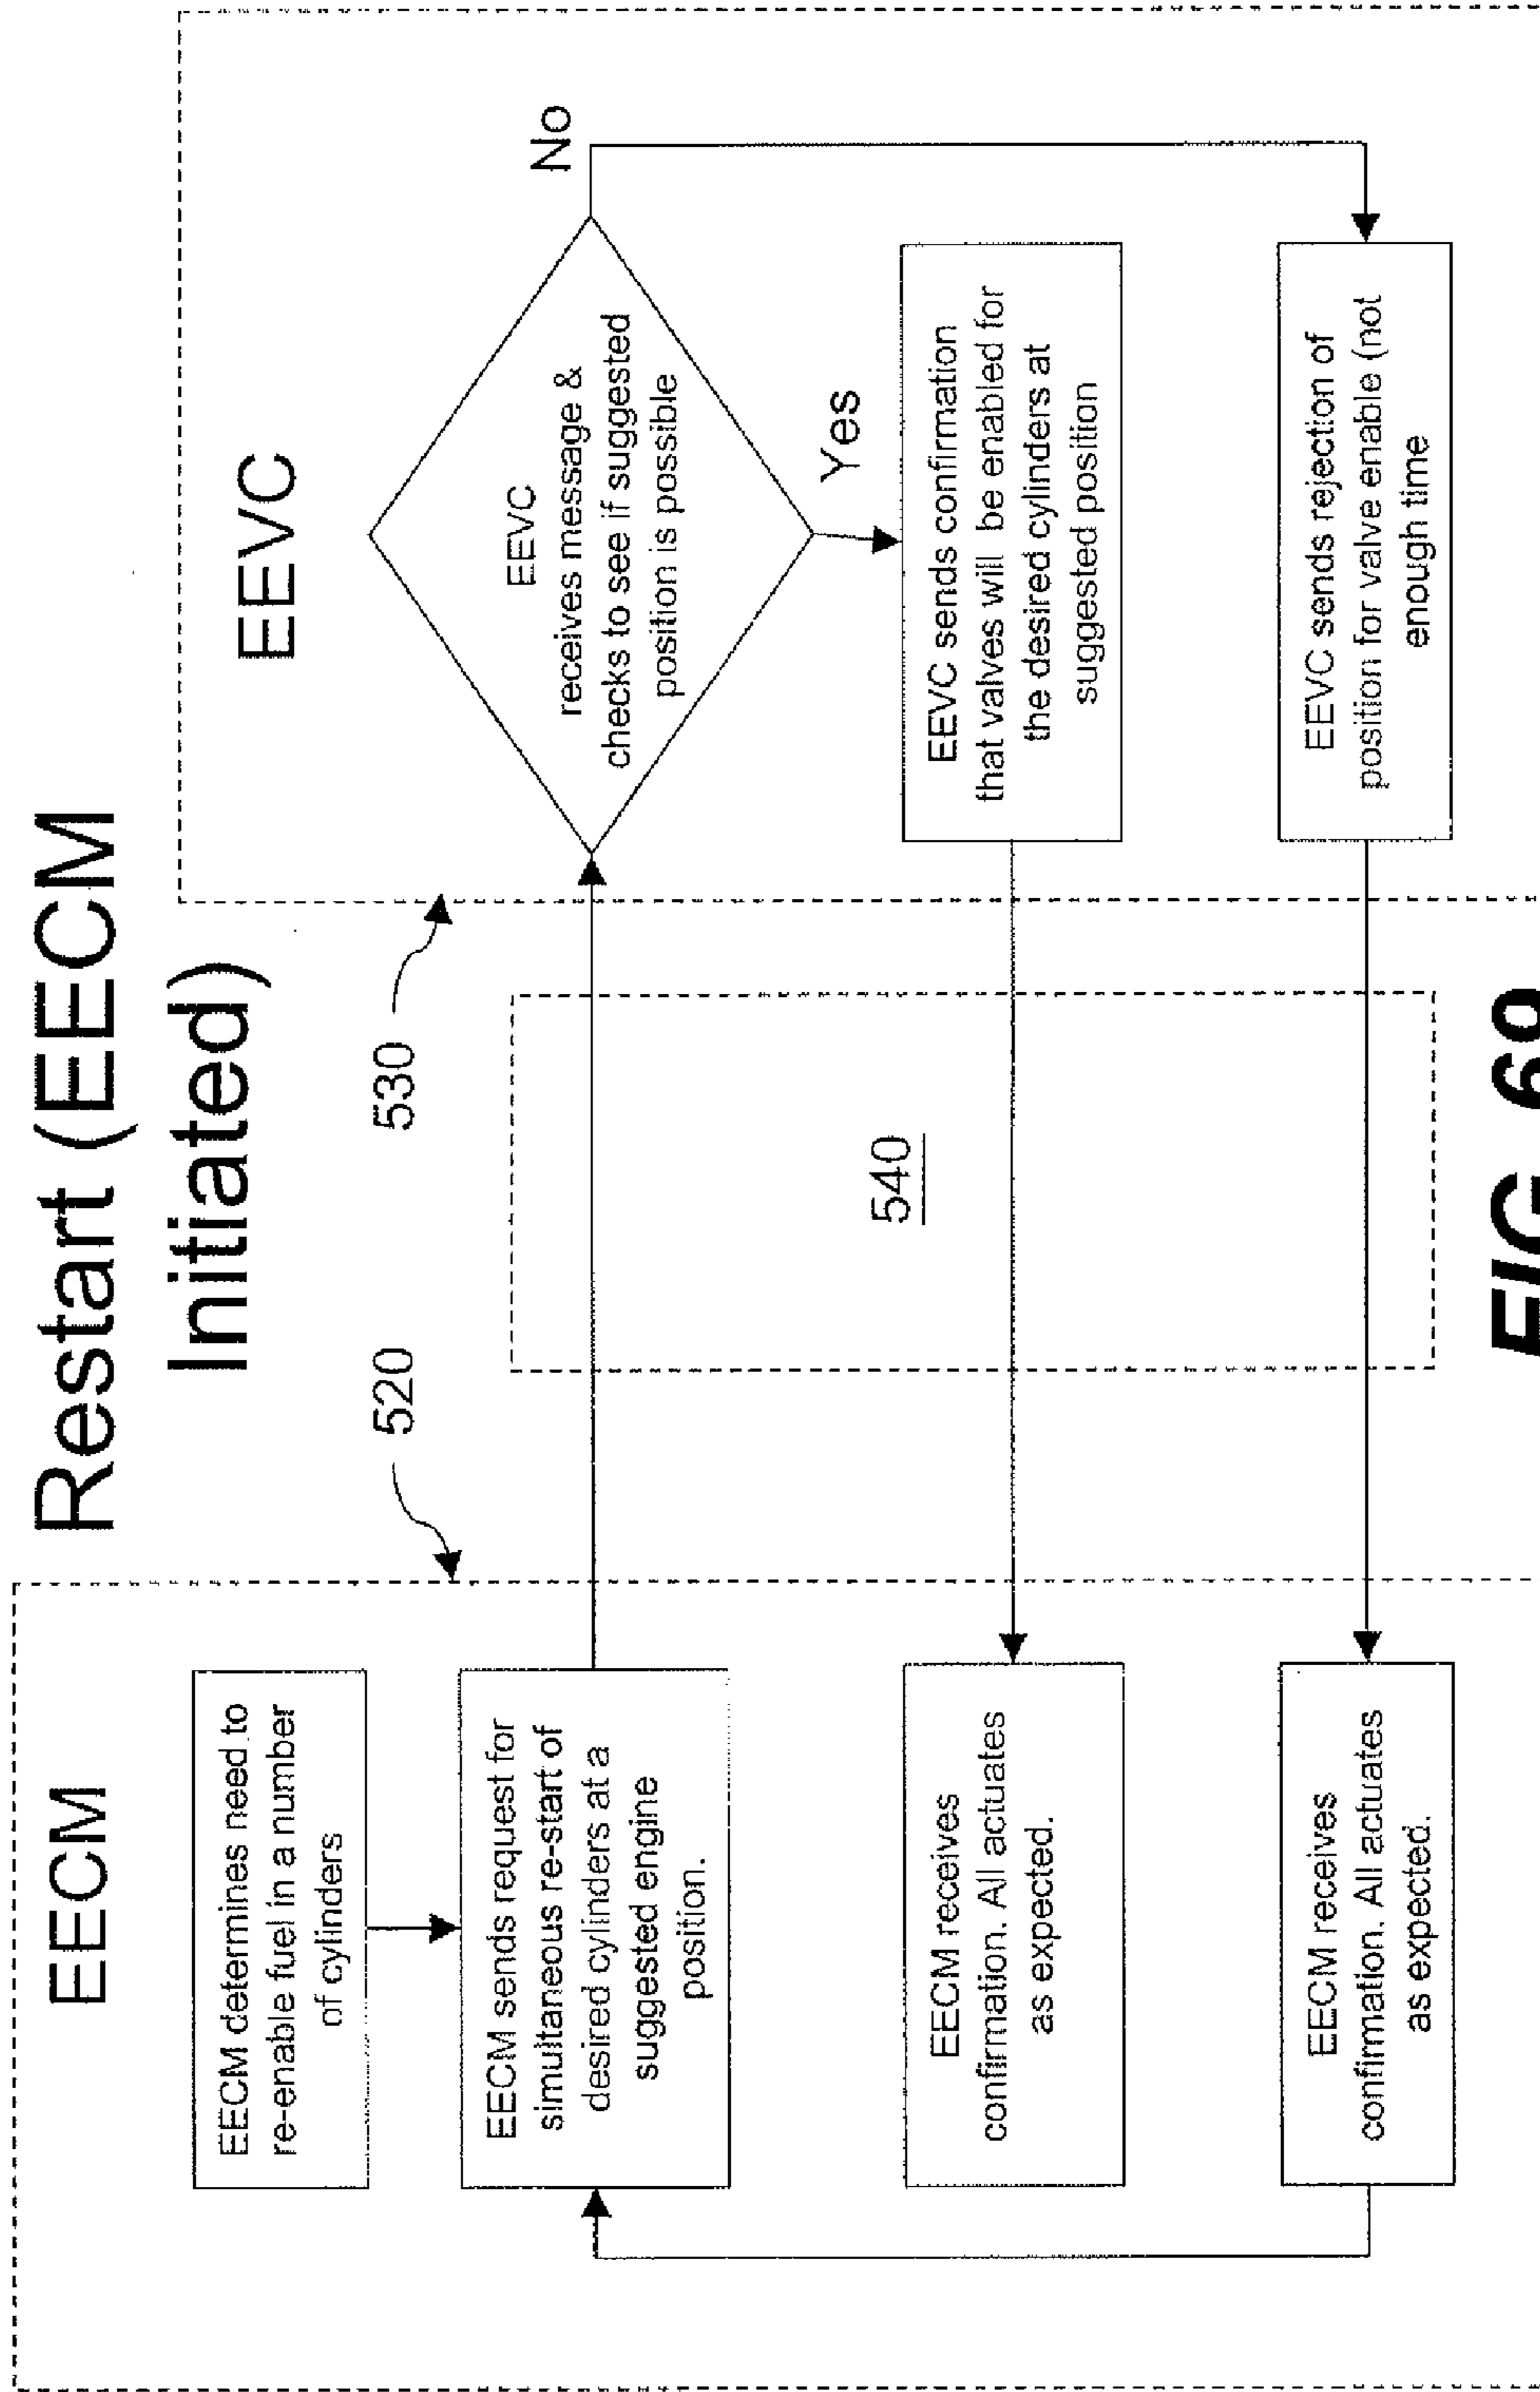 Restart (EECM
Initiated)
EECM
520
530
EEVC
EECM determines need to
re-enable fuel in a number
of cylinders
EECM sends request for
simultaneous re-start of
desired cylinders at a
suggested engine
position.
EECM receives
confirmation. All actuates
as expected.
EECM receives
confirmation. All actuates
as expected.
540
EEVC
receives message &
checks to see if suggested
position is possible
No
Yes
EEVC sends confirmation
that valves will be enabled for
the desired cylinders at
suggested position
EEVC sends rejection of
position for valve enable (not
enough time
FIG 69